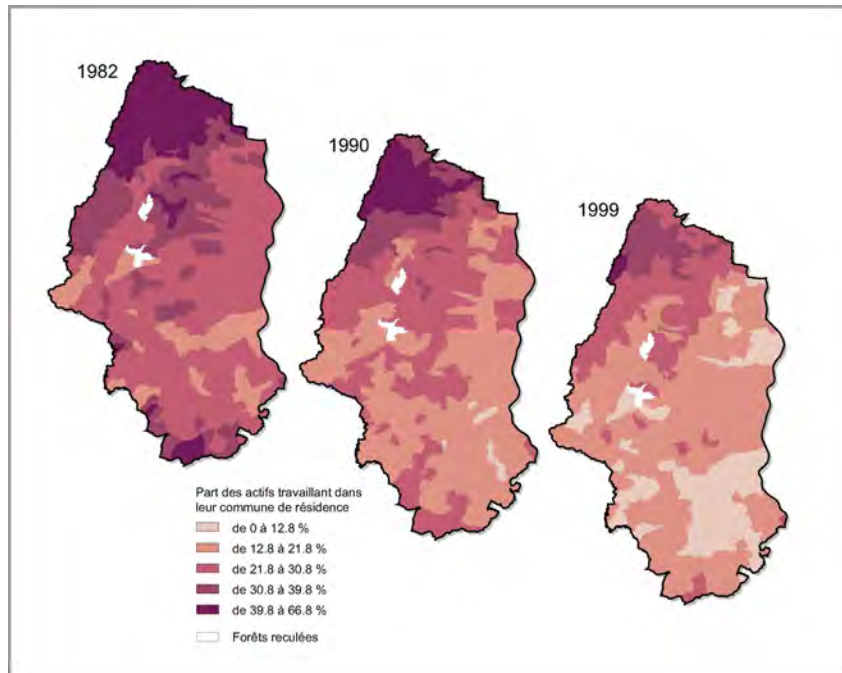 1982
1990
1999
Part des actifs travaillant dans
leur commune de résidence
de 0 à 12.8 %
de 12.8 à 21.8 %
de 21.8 à 30.8 %
de 30.8 à 39.8 %
de 39.8 à 66.8 %
Forêts reculées